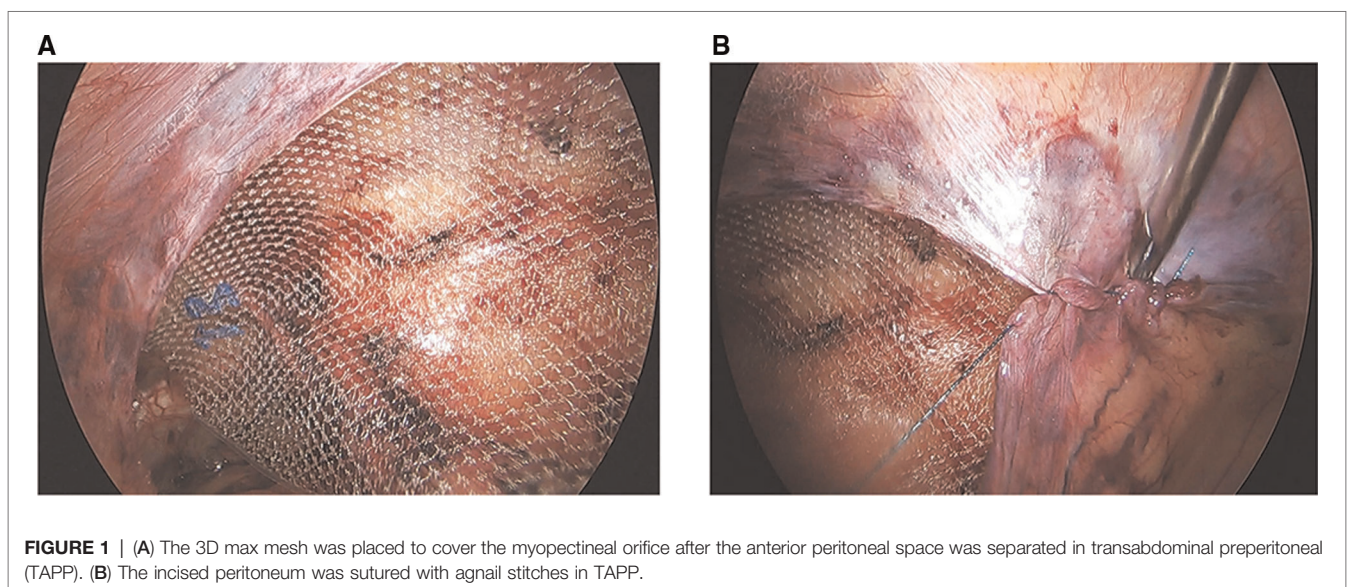 A
B
FIGURE 1 | (A) The 3D max mesh was placed to cover the myopectineal orifice after the anterior peritoneal space was separated in transabdominal preperitoneal
(TAPP). (B) The incised peritoneum was sutured with agnail stitches in TAPP.